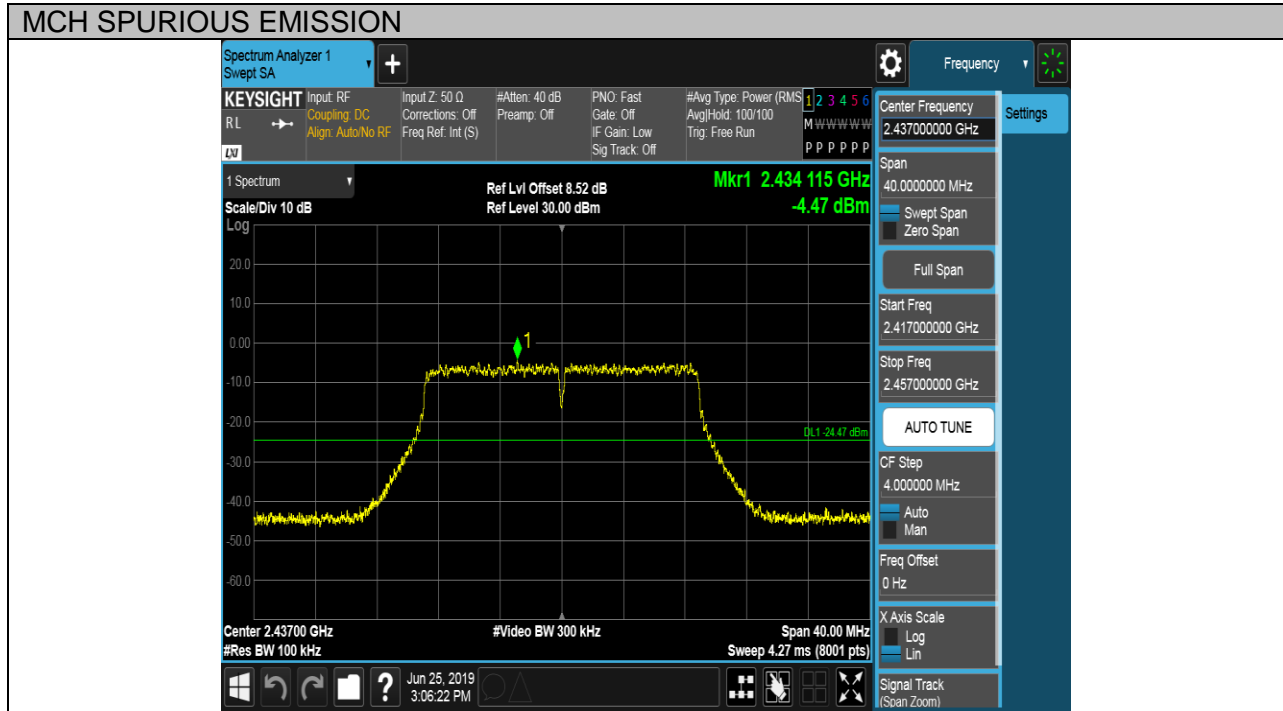 MCH SPURIOUS EMISSION
Spectrum Analyzer 1
Swept SA
+
Frequency
KEYSIGHT
RL
LXI
Input: RF
Coupling: DC
Align: Auto/No RF
Input Z: 50 Ω
Corrections: Off
Freq Ref: Int (S)
#Atten: 40 dB
Preamp: Off
PNO: Fast
Gate: Off
IF Gain: Low
Sig Track: Off
#Avg Type: Power (RMS
Avg|Hold: 100/100
Trig: Free Run
1 2 3 4 5 6
M W W W W W
P P P P P P
1 Spectrum
Scale/Div 10 dB
Ref Lvl Offset 8.52 dB
Ref Level 30.00 dBm
Mkr1 2.434 115 GHz
-4.47 dBm
Log
20.0
10.0
0.00
-10.0
-20.0
-30.0
-40.0
-50.0
-60.0
1
DL1 -24.47 dBm
Center 2.43700 GHz
#Res BW 100 kHz
#Video BW 300 kHz
Span 40.00 MHz
Sweep 4.27 ms (8001 pts)
?
Jun 25, 2019
3:06:22 PM
Center Frequency
2.437000000 GHz
Span
40.0000000 MHz
Swept Span
Zero Span
Full Span
Start Freq
2.417000000 GHz
Stop Freq
2.457000000 GHz
AUTO TUNE
CF Step
4.000000 MHz
Auto
Man
Freq Offset
0 Hz
X Axis Scale
Log
Lin
Signal Track
(Span Zoom)
Settings